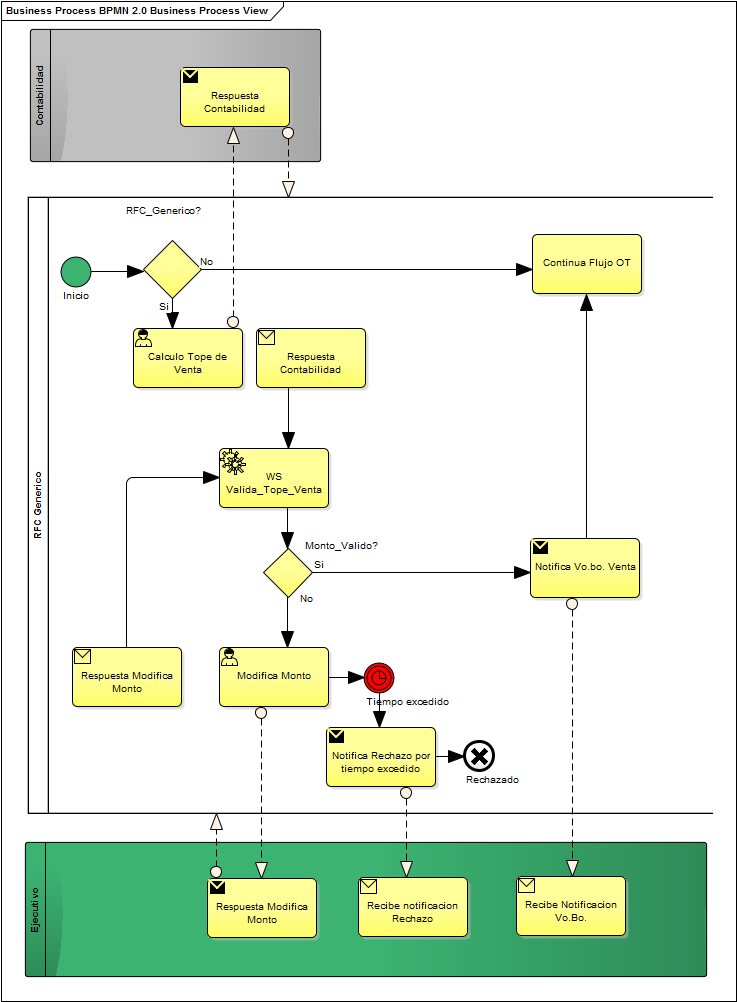 Business Process BPMN 2.0 Business Process View
Contabilidad
Respuesta
Contabilidad
RFC Generico
RFC_Generico?
Inicio
No
Si
Continua Flujo OT
Calculo Tope de
Venta
Respuesta
Contabilidad
WS
Valida_Tope_Venta
Monto_Valido?
Si
No
Notifica Vo.bo. Venta
Respuesta Modifica
Monto
Modifica Monto
Tiempo excedido
Notifica Rechazo por
tiempo excedido
Rechazado
Ejecutivo
Respuesta Modifica
Monto
Recibe notificacion
Rechazo
Recibe Notificacion
Vo.Bo.